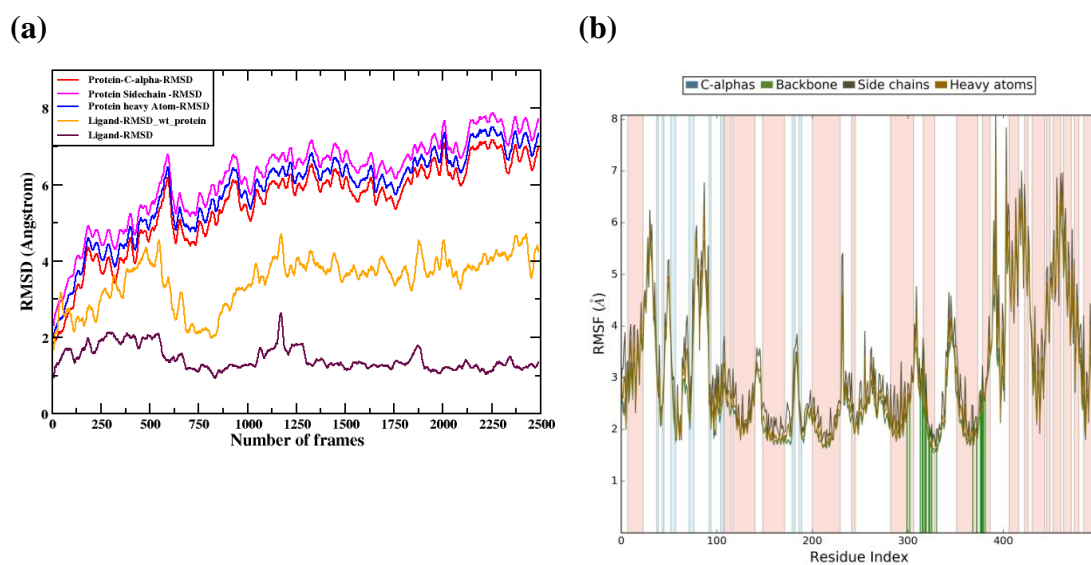 (a)
(b)
Protein-C-alpha-RMSD
Protein Sidechain -RMSD
Protein heavy Atom-RMSD
Ligand-RMSD_wt_protein
Ligand-RMSD
RMSD (Angstrom)
8
6
4
2
0
0 250 500 750 1000 1250 1500 1750 2000 2250 2500
Number of frames
C-alphas Backbone Side chains Heavy atoms
RMSF (Å)
8
7
6
5
4
3
2
1
0 100 200 300 400
Residue Index